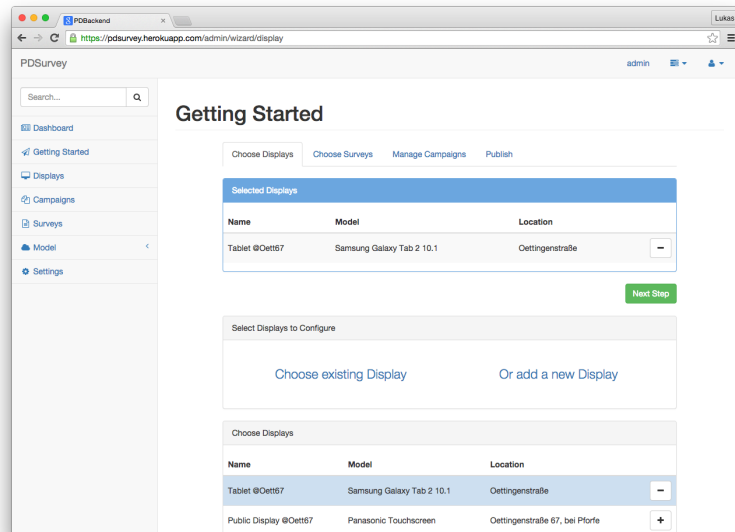 PDBackend
Lukas
https://pdsurvey.herokuapp.com/admin/wizard/display
PDSurvey
admin
Search...
Dashboard
Getting Started
Displays
Campaigns
Surveys
Model
Settings
Getting Started
Choose Displays Choose Surveys Manage Campaigns Publish
Selected Displays
Name Model Location
Tablet @Oett67 Samsung Galaxy Tab 2 10.1 Oettingenstraße
Next Step
Select Displays to Configure
Choose existing Display Or add a new Display
Choose Displays
Name Model Location
Tablet @Oett67 Samsung Galaxy Tab 2 10.1 Oettingenstraße
Public Display @Oett67 Panasonic Touchscreen Oettingenstraße 67, bei Pforfe